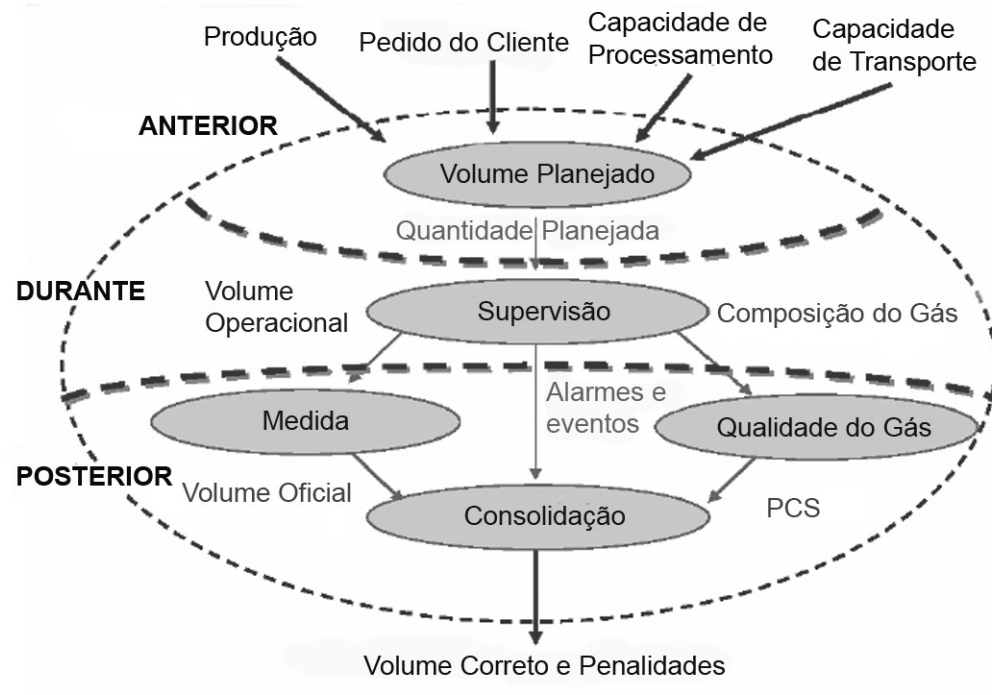 Produção
Pedido do Cliente
Capacidade de
Processamento
Capacidade
de Transporte
ANTERIOR
Volume Planejado
Quantidade Planejada
DURANTE
Volume
Operacional
Supervisão
Composição do Gás
Alarmes e
eventos
Medida
Qualidade do Gás
POSTERIOR
Volume Oficial
Consolidação
PCS
Volume Correto e Penalidades